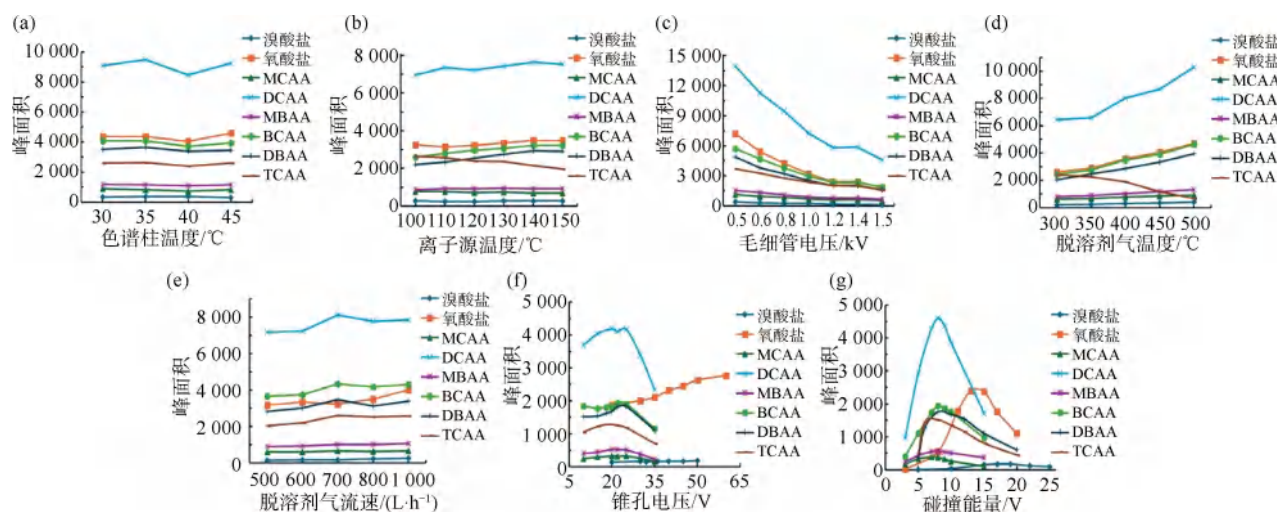 (a)
10 000
8 000
6 000
4 000
2 000
0
峰面积
30 35 40 45
色谱柱温度/℃
溴酸盐
氧酸盐
MCAA
DCAA
MBAA
BCAA
DBAA
TCAA
(b)
8 000
6 000
4 000
2 000
0
峰面积
100 110 120 130 140 150
离子源温度/℃
溴酸盐
氧酸盐
MCAA
DCAA
MBAA
BCAA
DBAA
TCAA
(c)
15 000
12 000
9 000
6 000
3 000
0
峰面积
0.5 0.6 0.8 1.0 1.2 1.4 1.5
毛细管电压/kV
溴酸盐
氧酸盐
MCAA
DCAA
MBAA
BCAA
DBAA
TCAA
(d)
10 000
8 000
6 000
4 000
2 000
0
峰面积
300 350 400 450 500
脱溶剂气温度/℃
溴酸盐
氧酸盐
MCAA
DCAA
MBAA
BCAA
DBAA
TCAA
(e)
8 000
6 000
4 000
2 000
0
峰面积
500 600 700 800 1 000
脱溶剂气流速/(L·h⁻¹)
溴酸盐
氧酸盐
MCAA
DCAA
MBAA
BCAA
DBAA
TCAA
(f)
5 000
4 000
3 000
2 000
1 000
0
峰面积
5 15 25 35 45 55 65
锥孔电压/V
溴酸盐
氧酸盐
MCAA
DCAA
MBAA
BCAA
DBAA
TCAA
(g)
5 000
4 000
3 000
2 000
1 000
0
峰面积
0 5 10 15 20 25
碰撞能量/V
溴酸盐
氧酸盐
MCAA
DCAA
MBAA
BCAA
DBAA
TCAA